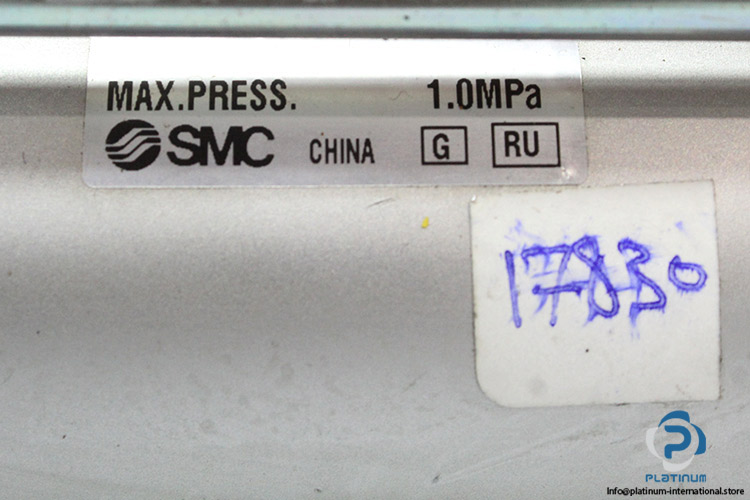 MAX.PRESS. 1.0MPa
SMC CHINA G RU
17830
PLATINUM
Info@platinum-international.store